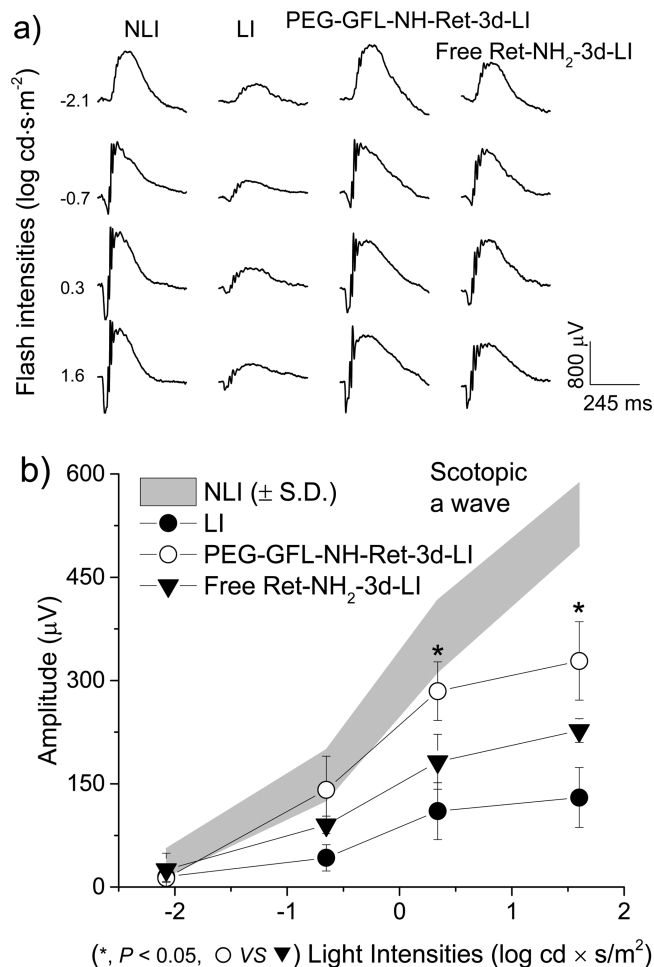 a)
NLI
LI
PEG-GFL-NH-Ret-3d-LI
Free Ret-NH₂-3d-LI
Flash intensities (log cd·s·m⁻²)
-2.1
-0.7
0.3
1.6
800 μV
245 ms
b)
Scotopic
a wave
NLI (± S.D.)
LI
PEG-GFL-NH-Ret-3d-LI
Free Ret-NH₂-3d-LI
Amplitude (μV)
600
450
300
150
0
*
*
-2
-1
0
1
2
(*, P < 0.05, ○ VS ▼) Light Intensities (log cd × s/m²)